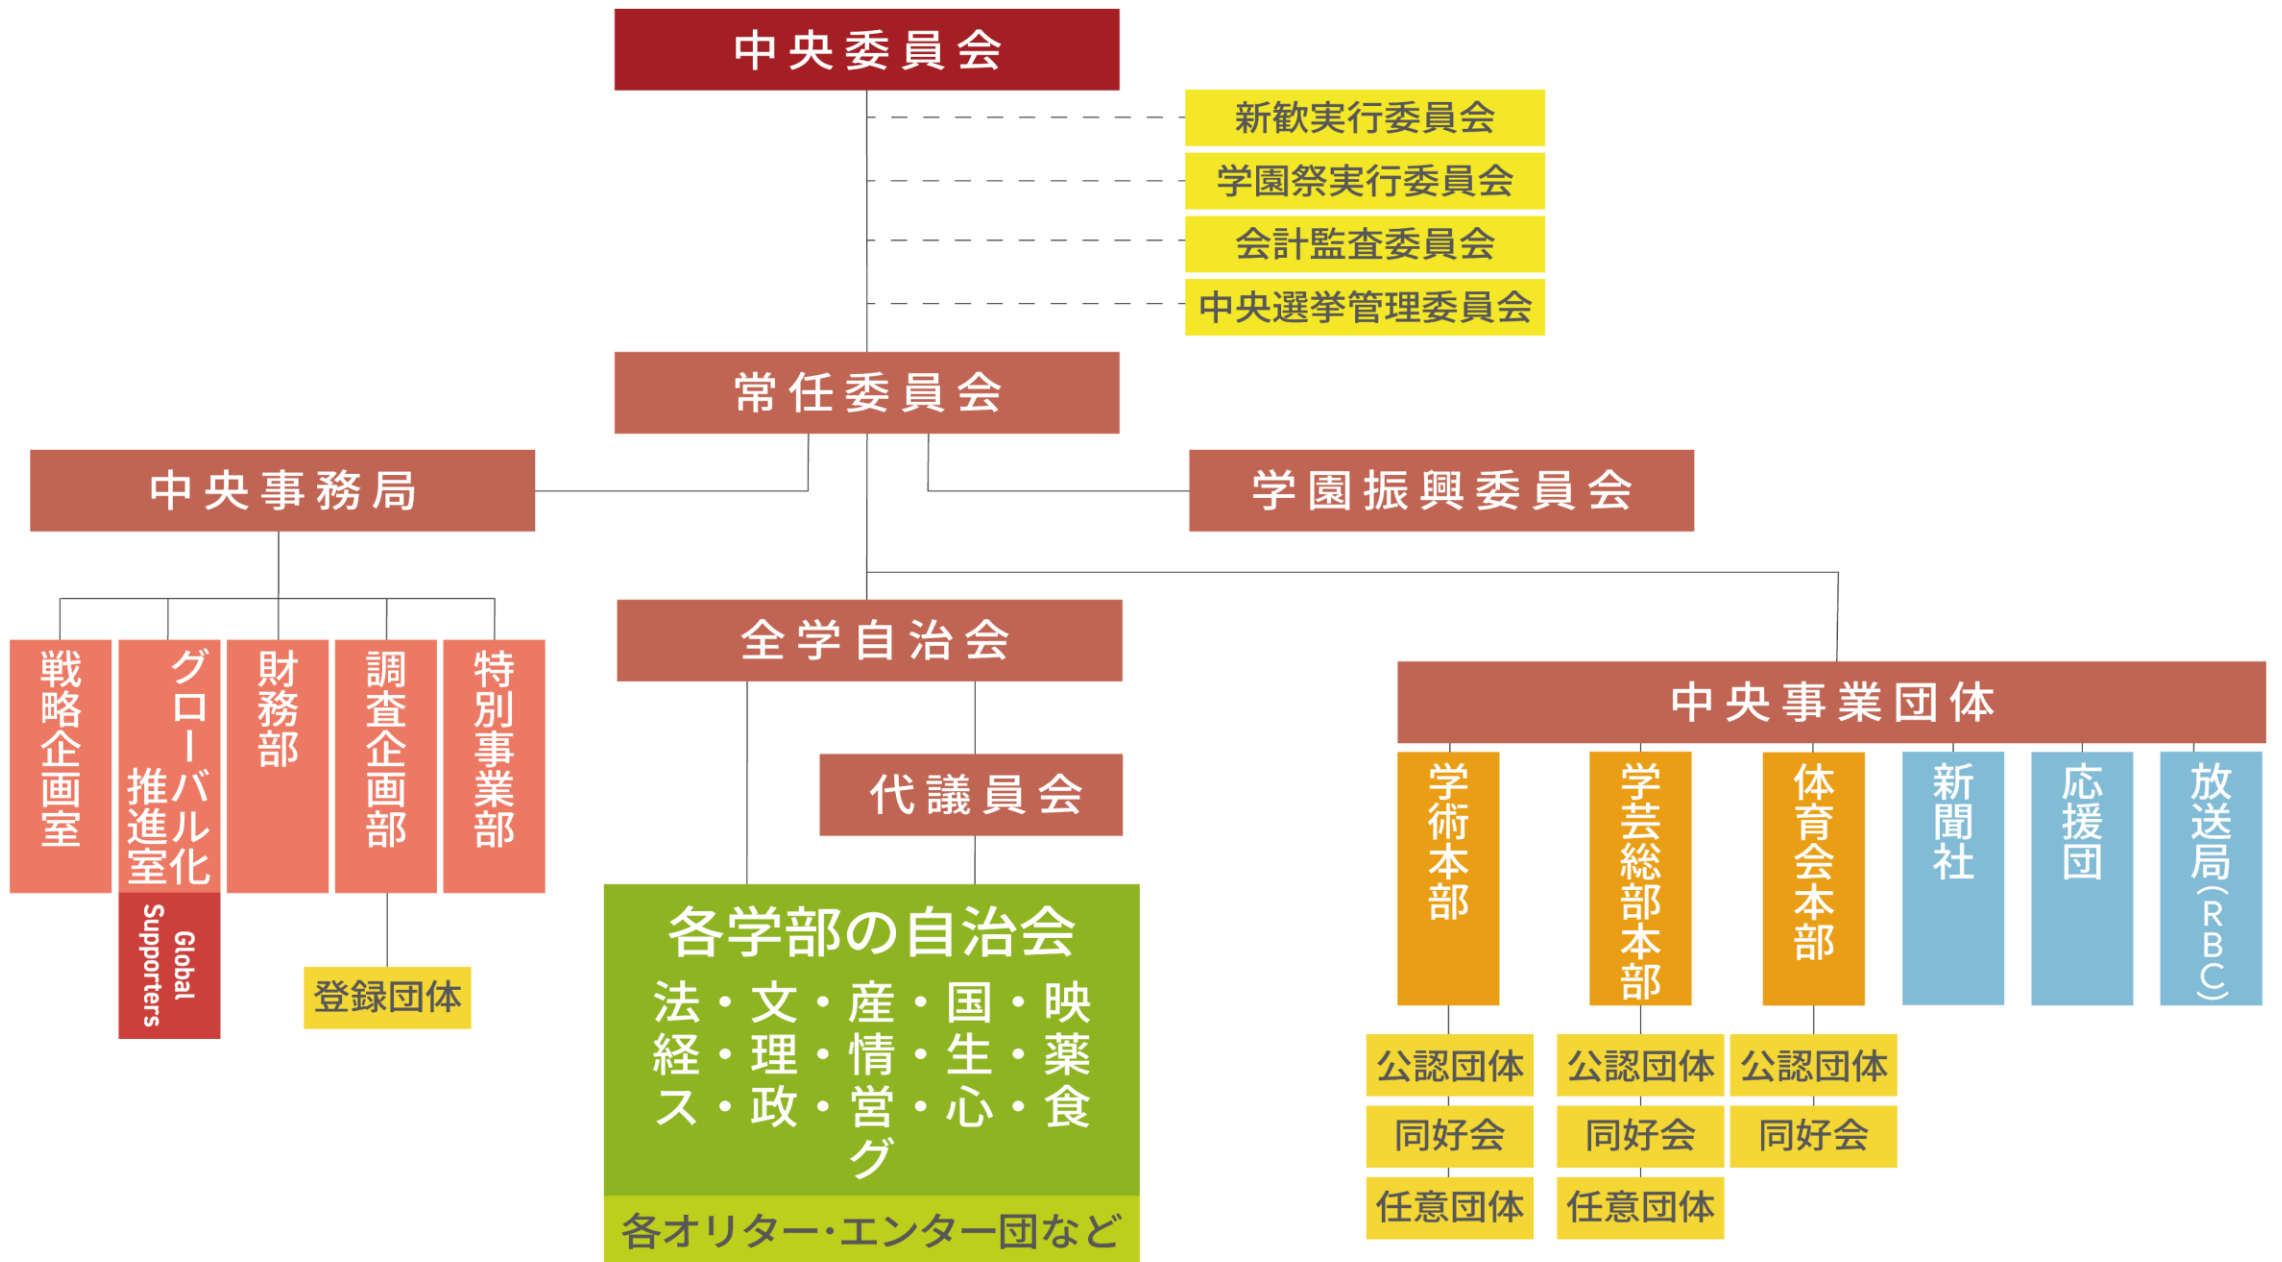 中央委員会
新歓実行委員会
学園祭実行委員会
会計監査委員会
中央選挙管理委員会
常任委員会
中央事務局
学園振興委員会
戦略企画室
グローバル化
推進室
Global
Supporters
財務部
調査企画部
登録団体
特別事業部
全学自治会
代議員会
各学部の自治会
法・文・産・国・映
経・理・情・生・薬
ス・政・営・心・食
グ
各オリター・エンター団など
中央事業団体
学術本部
公認団体
同好会
任意団体
学芸総部本部
公認団体
同好会
任意団体
体育会本部
公認団体
同好会
新聞社
応援団
放送局(RBC)